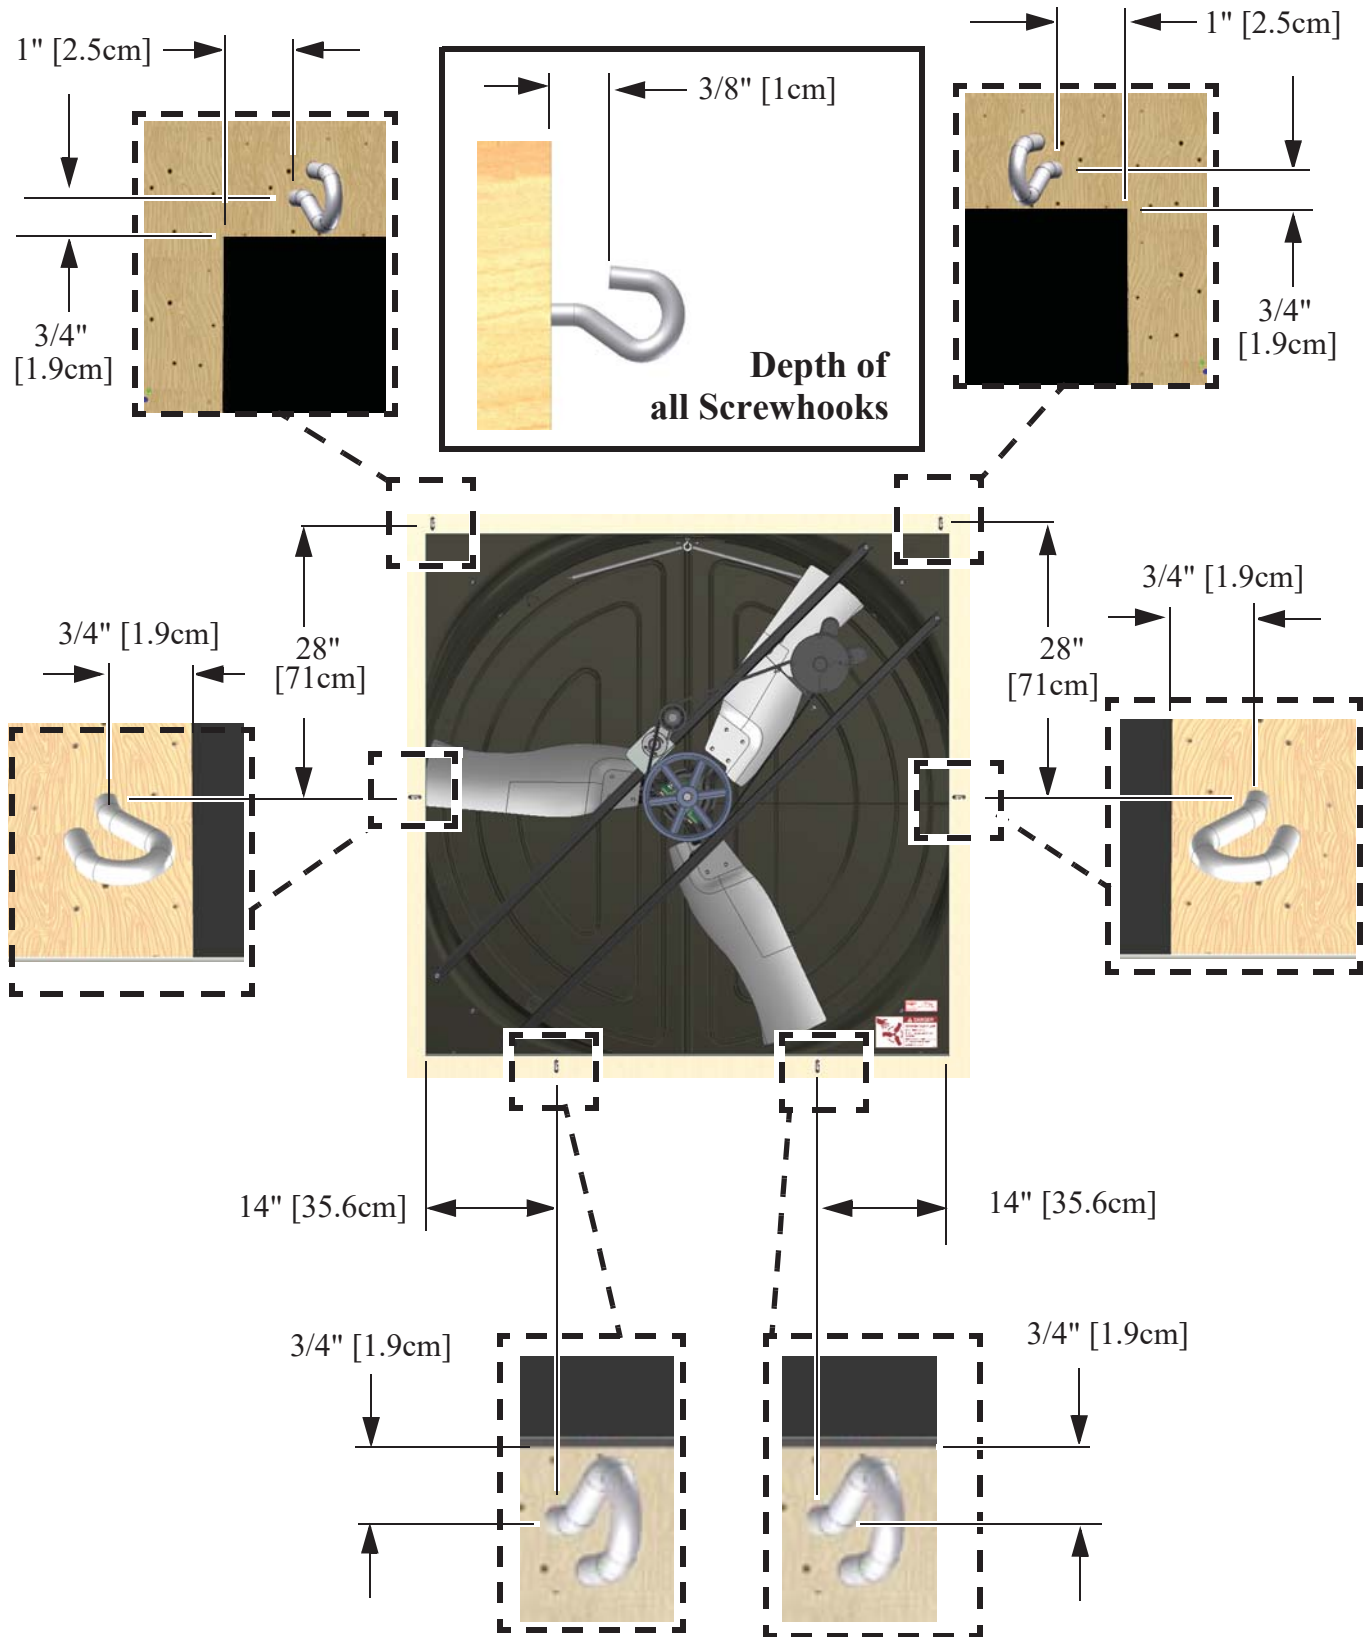 1" [2.5cm]
3/8" [1cm]
1" [2.5cm]
3/4"
[1.9cm]
Depth of
all Screwhooks
3/4"
[1.9cm]
3/4" [1.9cm]
28"
[71cm]
28"
[71cm]
3/4" [1.9cm]
DANGER
14" [35.6cm]
14" [35.6cm]
3/4" [1.9cm]
3/4" [1.9cm]